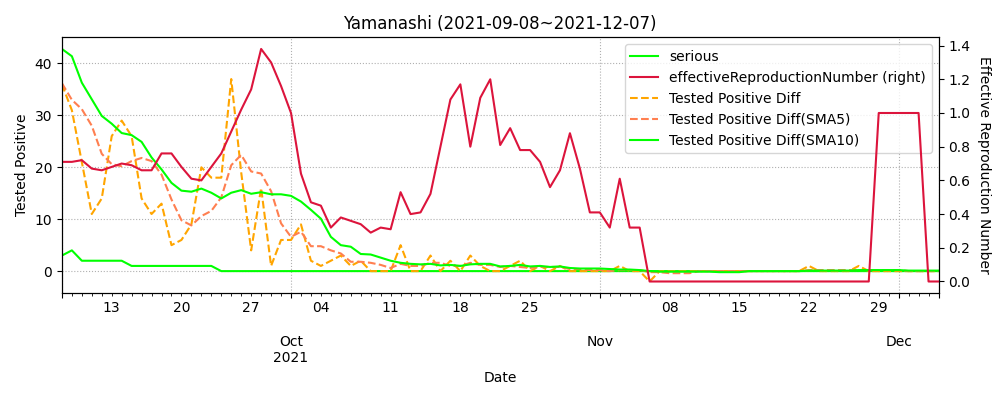 Yamanashi (2021-09-08~2021-12-07)
serious
effectiveReproductionNumber (right)
Tested Positive Diff
Tested Positive Diff(SMA5)
Tested Positive Diff(SMA10)
Tested Positive
40
30
20
10
0
1.4
1.2
1.0
0.8
0.6
0.4
0.2
0.0
Effective Reproduction Number
13 20 27 04 11 18 25 08 15 22 29
Oct Nov Dec
2021
Date